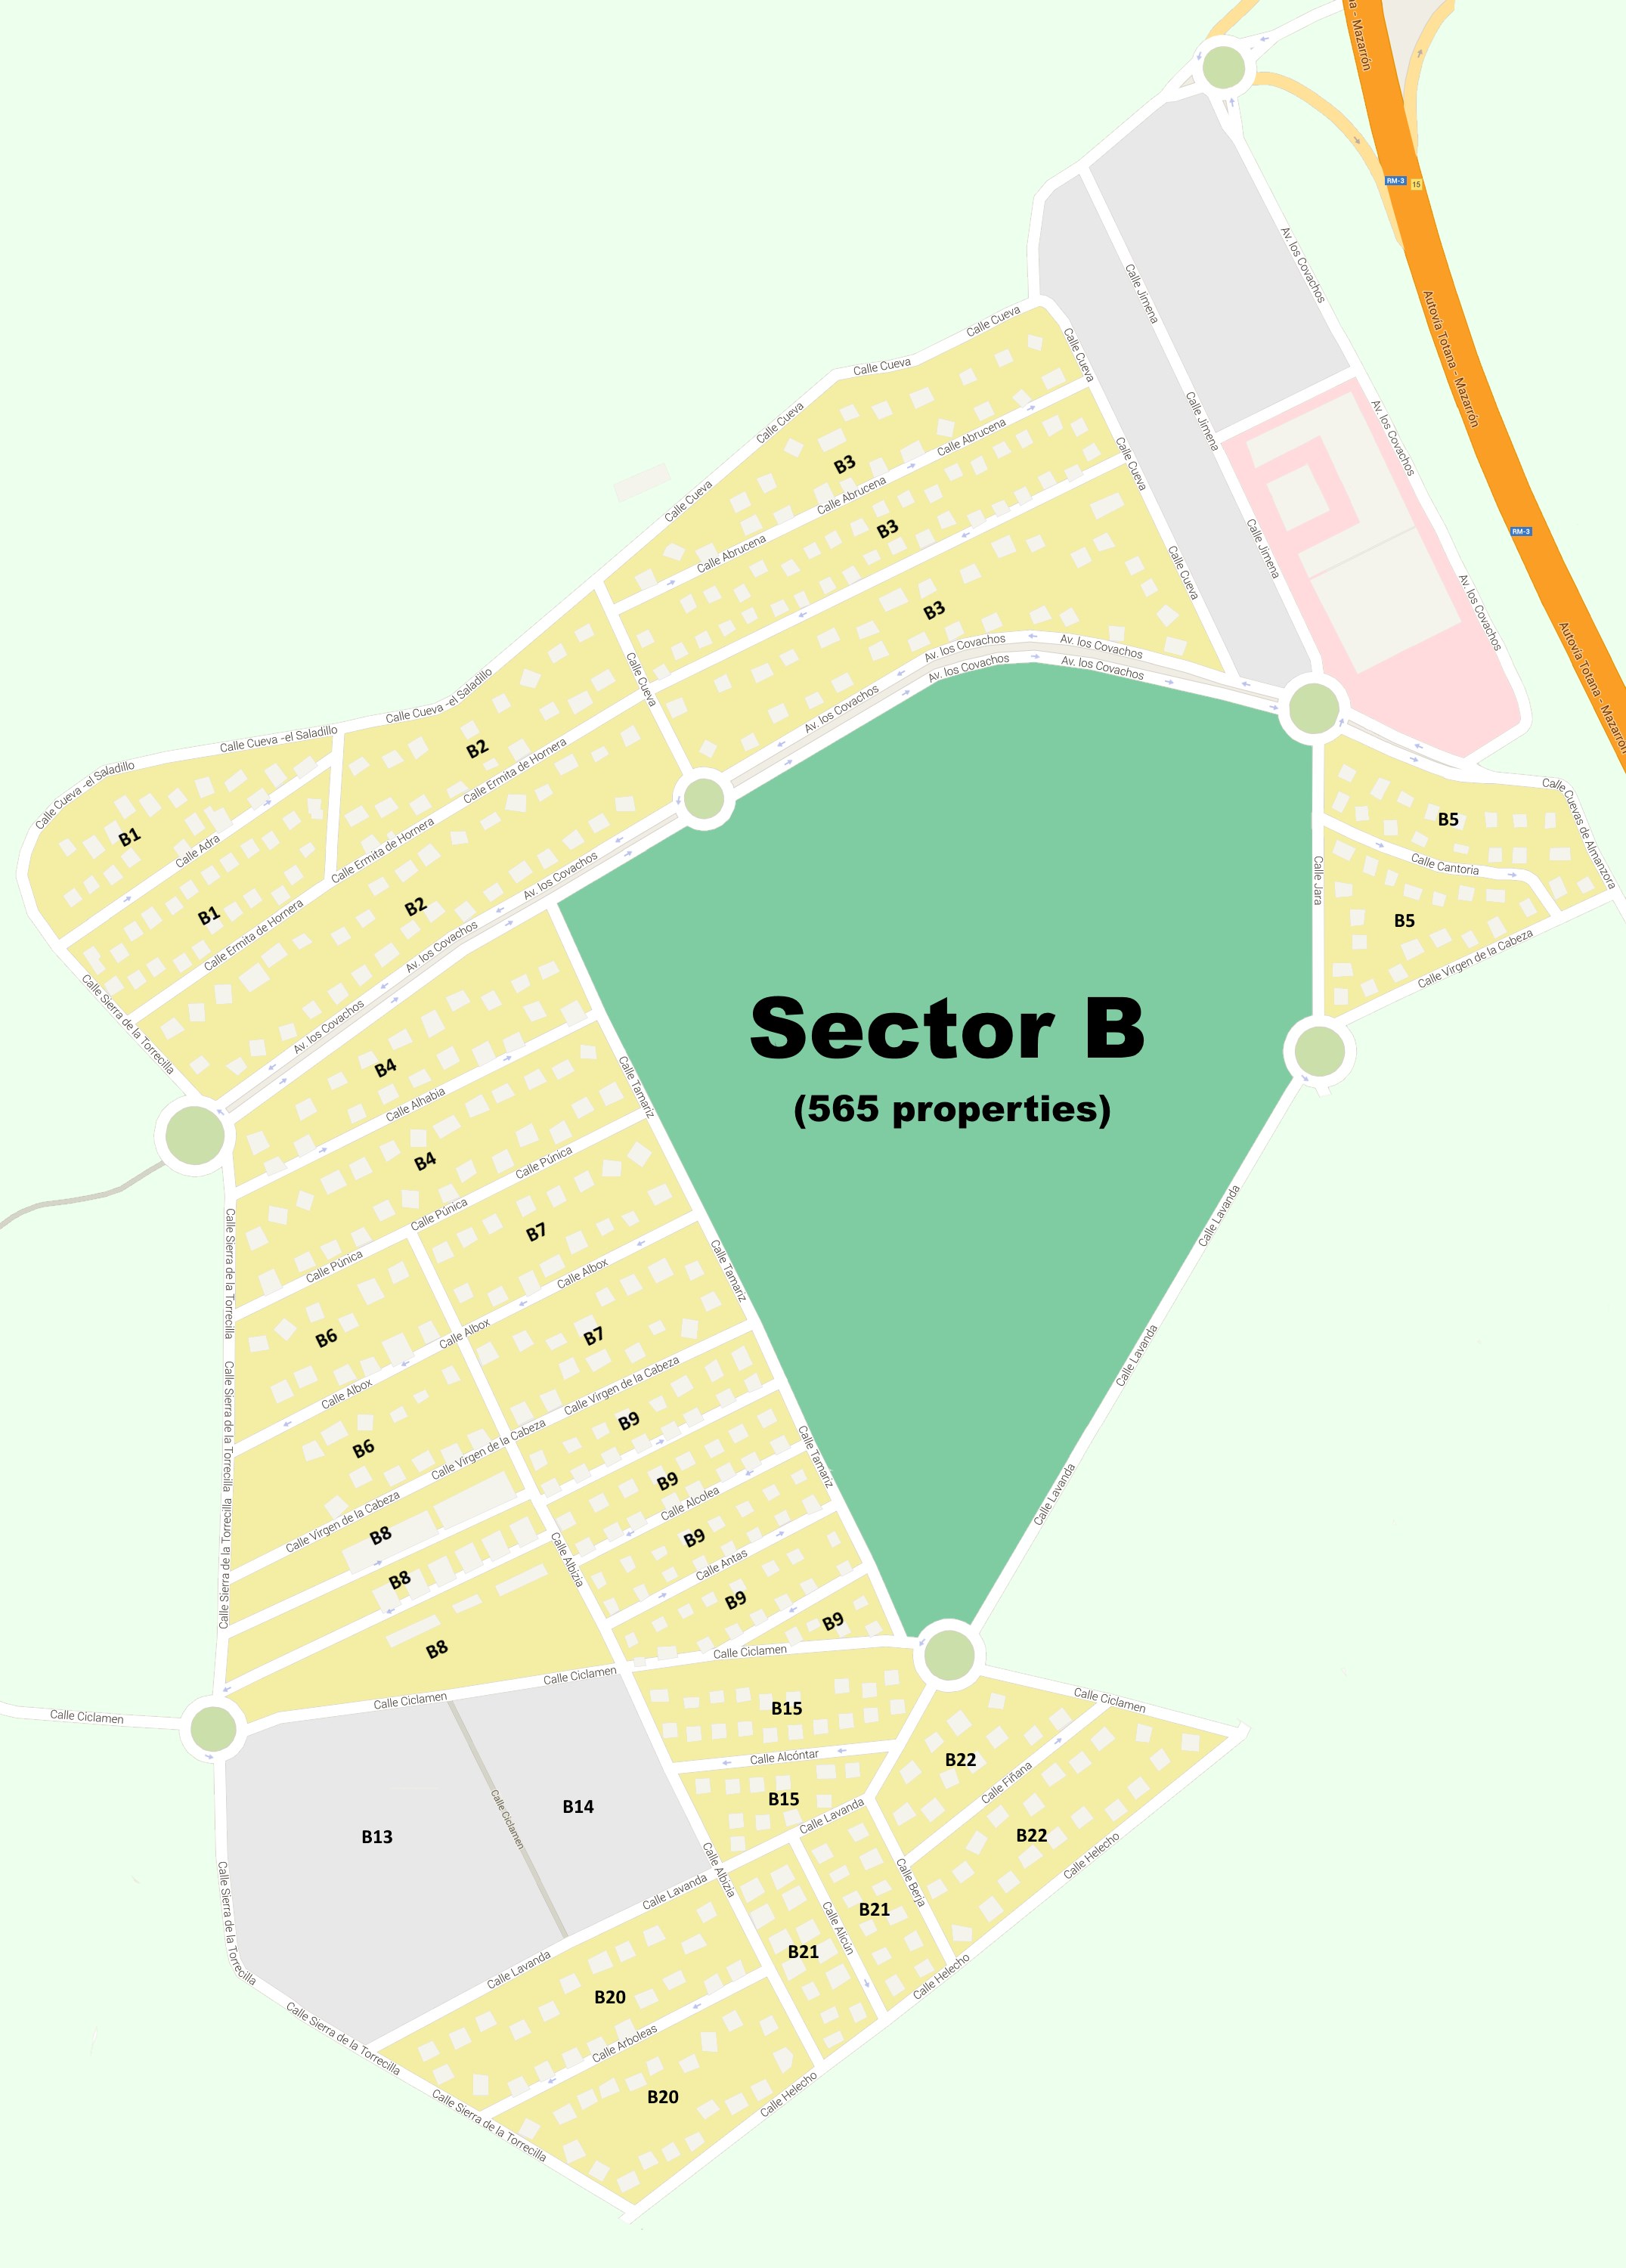 aa - Mazarrón
RM-3
15
Av. los Covachos
Calle Jimena
Autovía Totana - Mazarrón
Calle Cueva
Calle Cueva
Calle Cueva
Calle Jimena
Av. los Covachos
Calle Cueva
Calle Abrucena
B3
Calle Cueva
Calle Abrucena
Calle Cueva
B3
RM-3
Calle Jimena
Calle Abrucena
Calle Cueva
Av. los Covachos
B3
Autovía Totana - Mazarrón
Av. los Covachos
Av. los Covachos
Av. los Covachos
Av. los Covachos
Calle Cueva
Calle Cueva -el Saladillo
Av. los Covachos
Calle Cueva -el Saladillo
B2
Calle Cueva -el Saladillo
Calle Ermita de Hornera
Calle Cuevas de Almanzora
B5
B1
Calle Adra
Calle Ermita de Hornera
Calle Cantoria
Av. los Covachos
Calle Jara
B2
B1
B5
Calle Ermita de Hornera
Av. los Covachos
Calle Virgen de la Cabeza
Calle Sierra de la Torrecilla
Av. los Covachos
Sector B
(565 properties)
B4
Calle Tamariz
Calle Alhabia
B4
Calle Púnica
Calle Púnica
Calle Lavanda
B7
Calle Púnica
Calle Sierra de la Torrecilla
Calle Albox
Calle Tamariz
B6
Calle Albox
B7
Calle Lavanda
Calle Albox
Calle Virgen de la Cabeza
B9
Calle Sierra de la Torrecilla
B6
Calle Virgen de la Cabeza
Calle Tamariz
B9
Calle Lavanda
Calle Alcolea
Calle Virgen de la Cabeza
B8
B9
Calle Sierra de la Torrecilla
Calle Albizia
Calle Antas
B8
B9
B9
B8
Calle Ciclamen
Calle Ciclamen
Calle Ciclamen
Calle Ciclamen
Calle Ciclamen
B15
Calle Alcóntar
B22
Calle Fiñana
B15
B14
Calle Ciclamen
Calle Lavanda
B13
B22
Calle Helecho
Calle Albizia
Calle Lavanda
Calle Berja
B21
Calle Alicún
B21
Calle Sierra de la Torrecilla
Calle Lavanda
Calle Helecho
B20
Calle Sierra de la Torrecilla
Calle Arboleas
B20
Calle Helecho
Calle Sierra de la Torrecilla